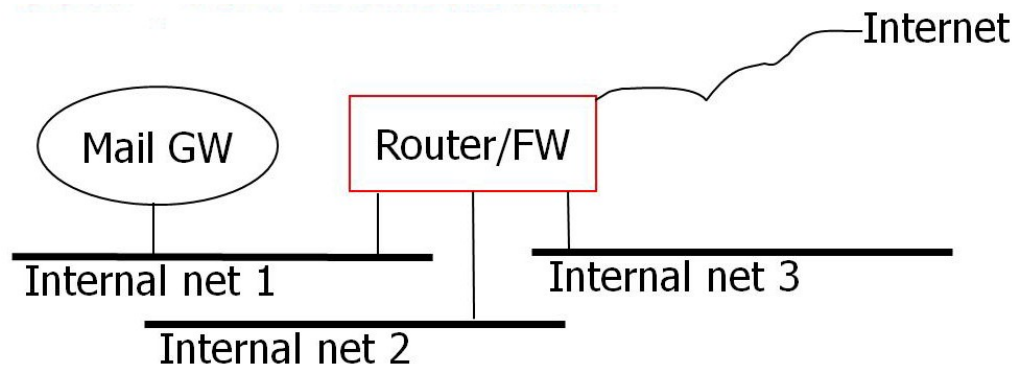 Internet
Mail GW
Router/FW
Internal net 1
Internal net 3
Internal net 2